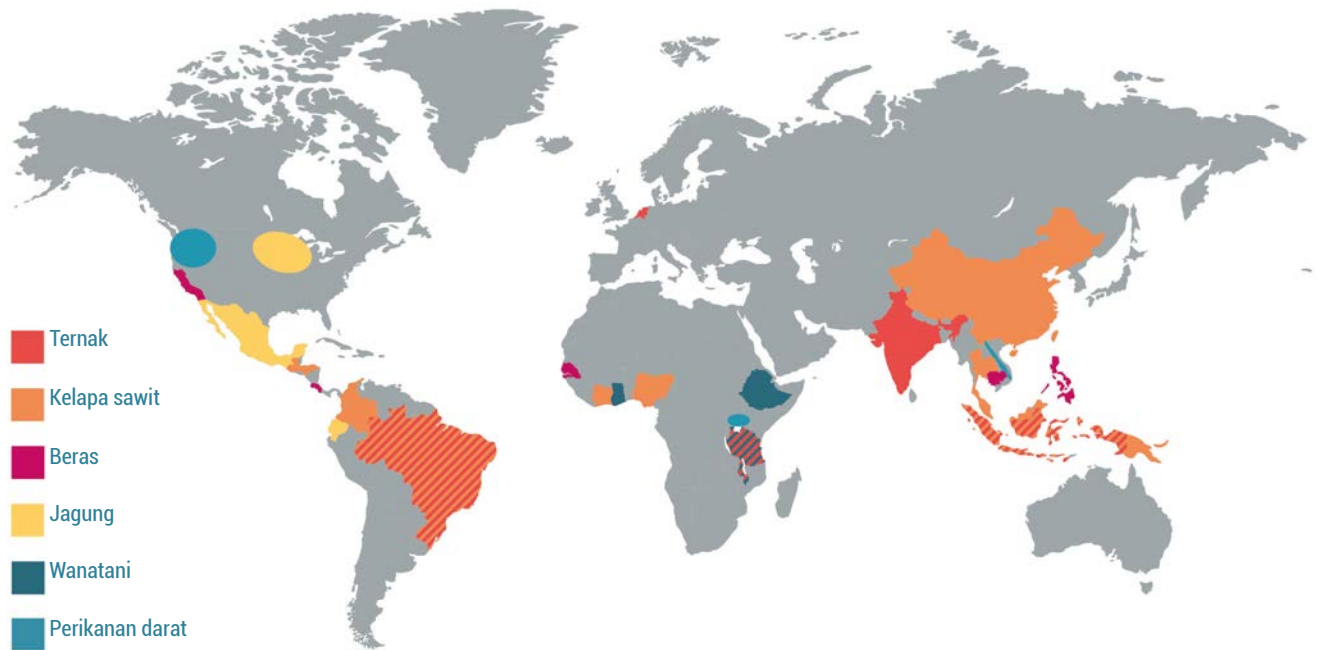 Ternak
Kelapa sawit
Beras
Jagung
Wanatani
Perikanan darat